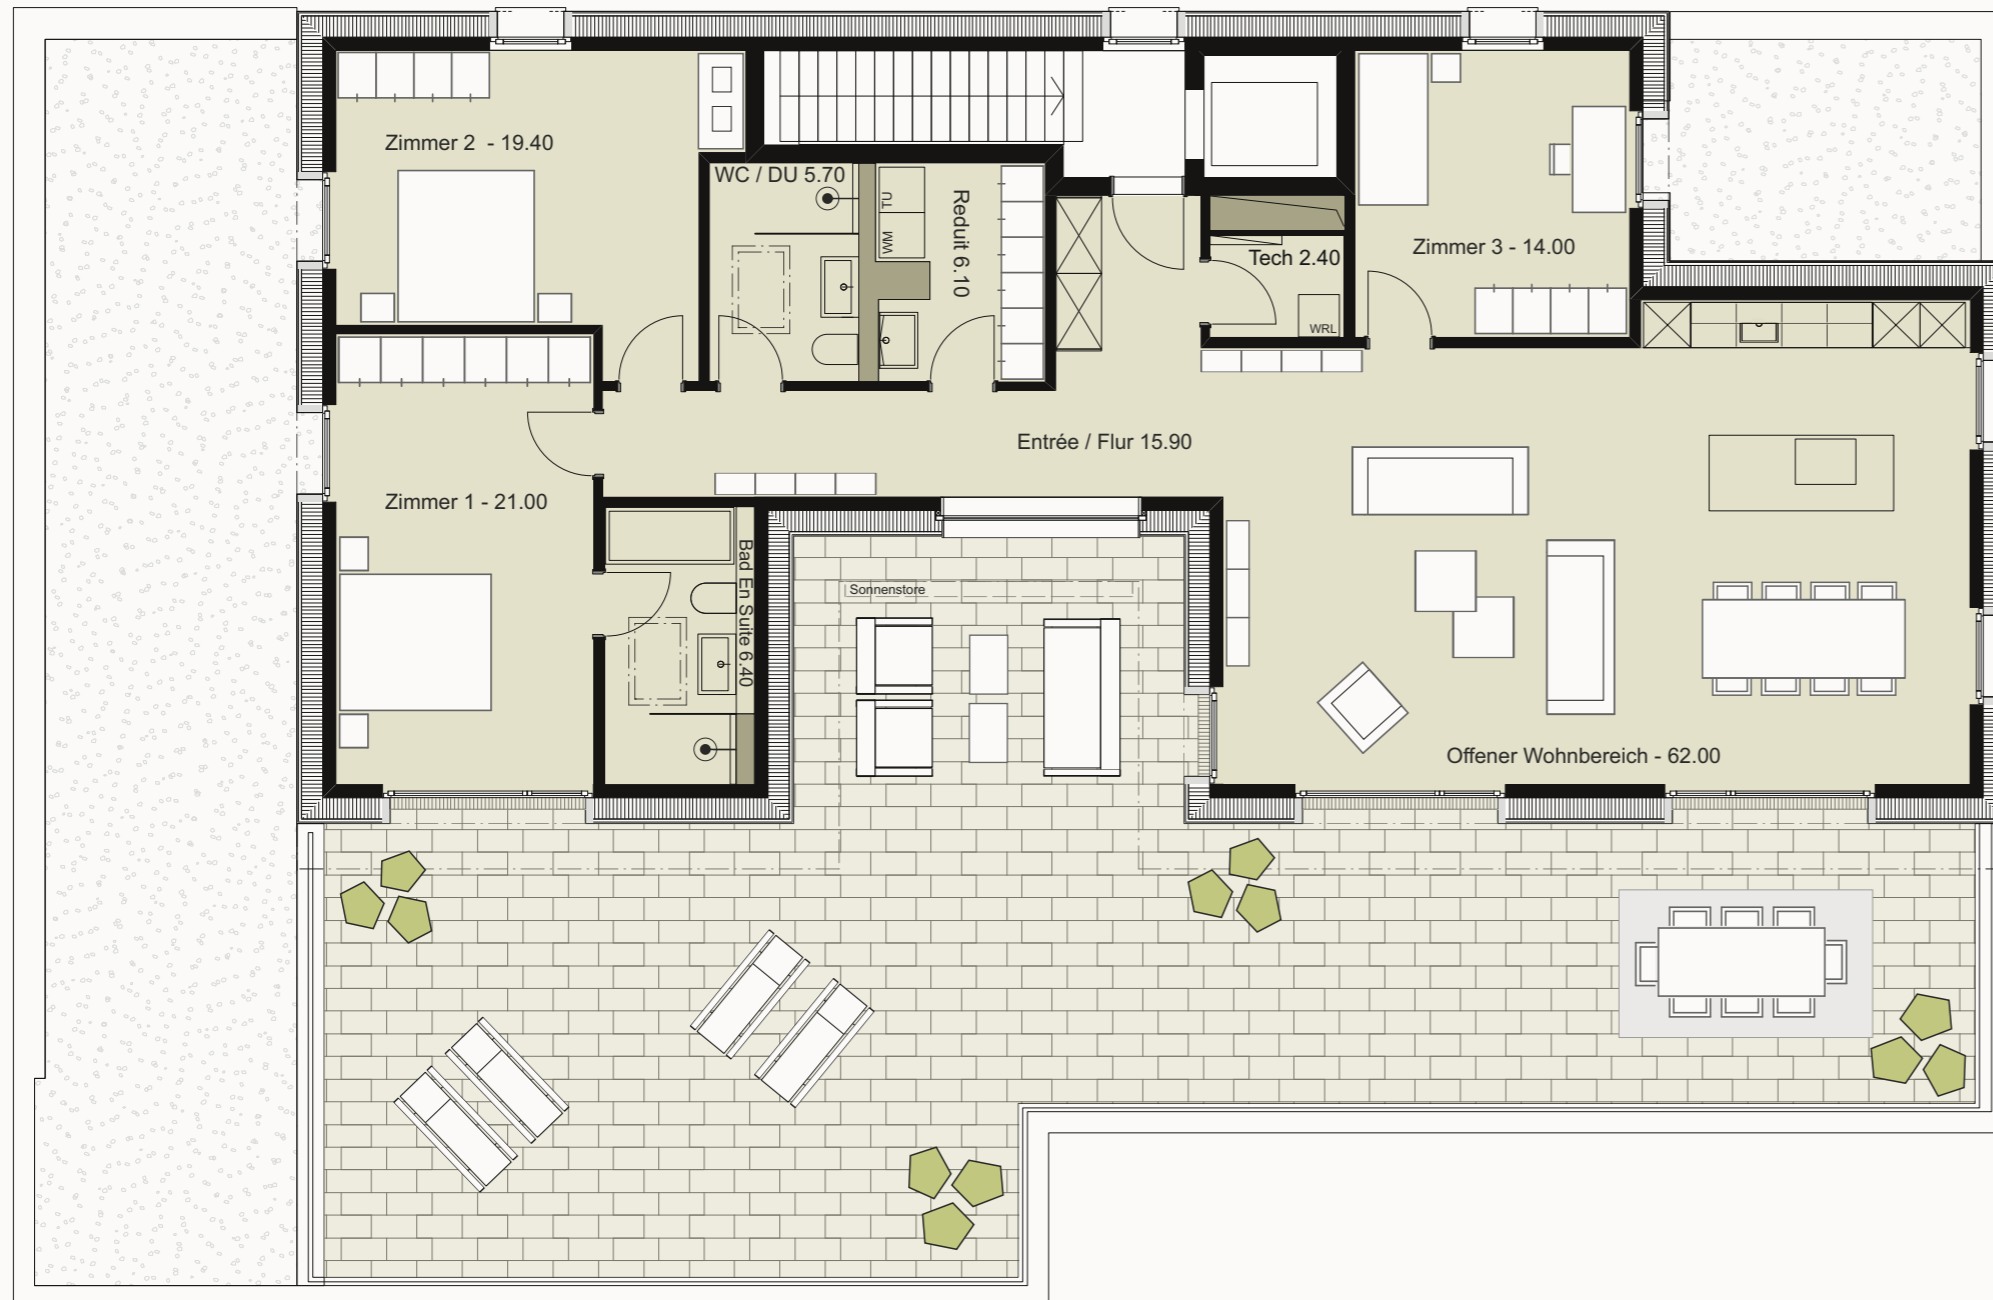 Zimmer 2 - 19.40
WC / DU 5.70
TU
WM
Reduit 6.10
Tech 2.40
WRL
Zimmer 3 - 14.00
Entrée / Flur 15.90
Zimmer 1 - 21.00
Bad En Suite 6.40
Sonnenstore
Offener Wohnbereich - 62.00